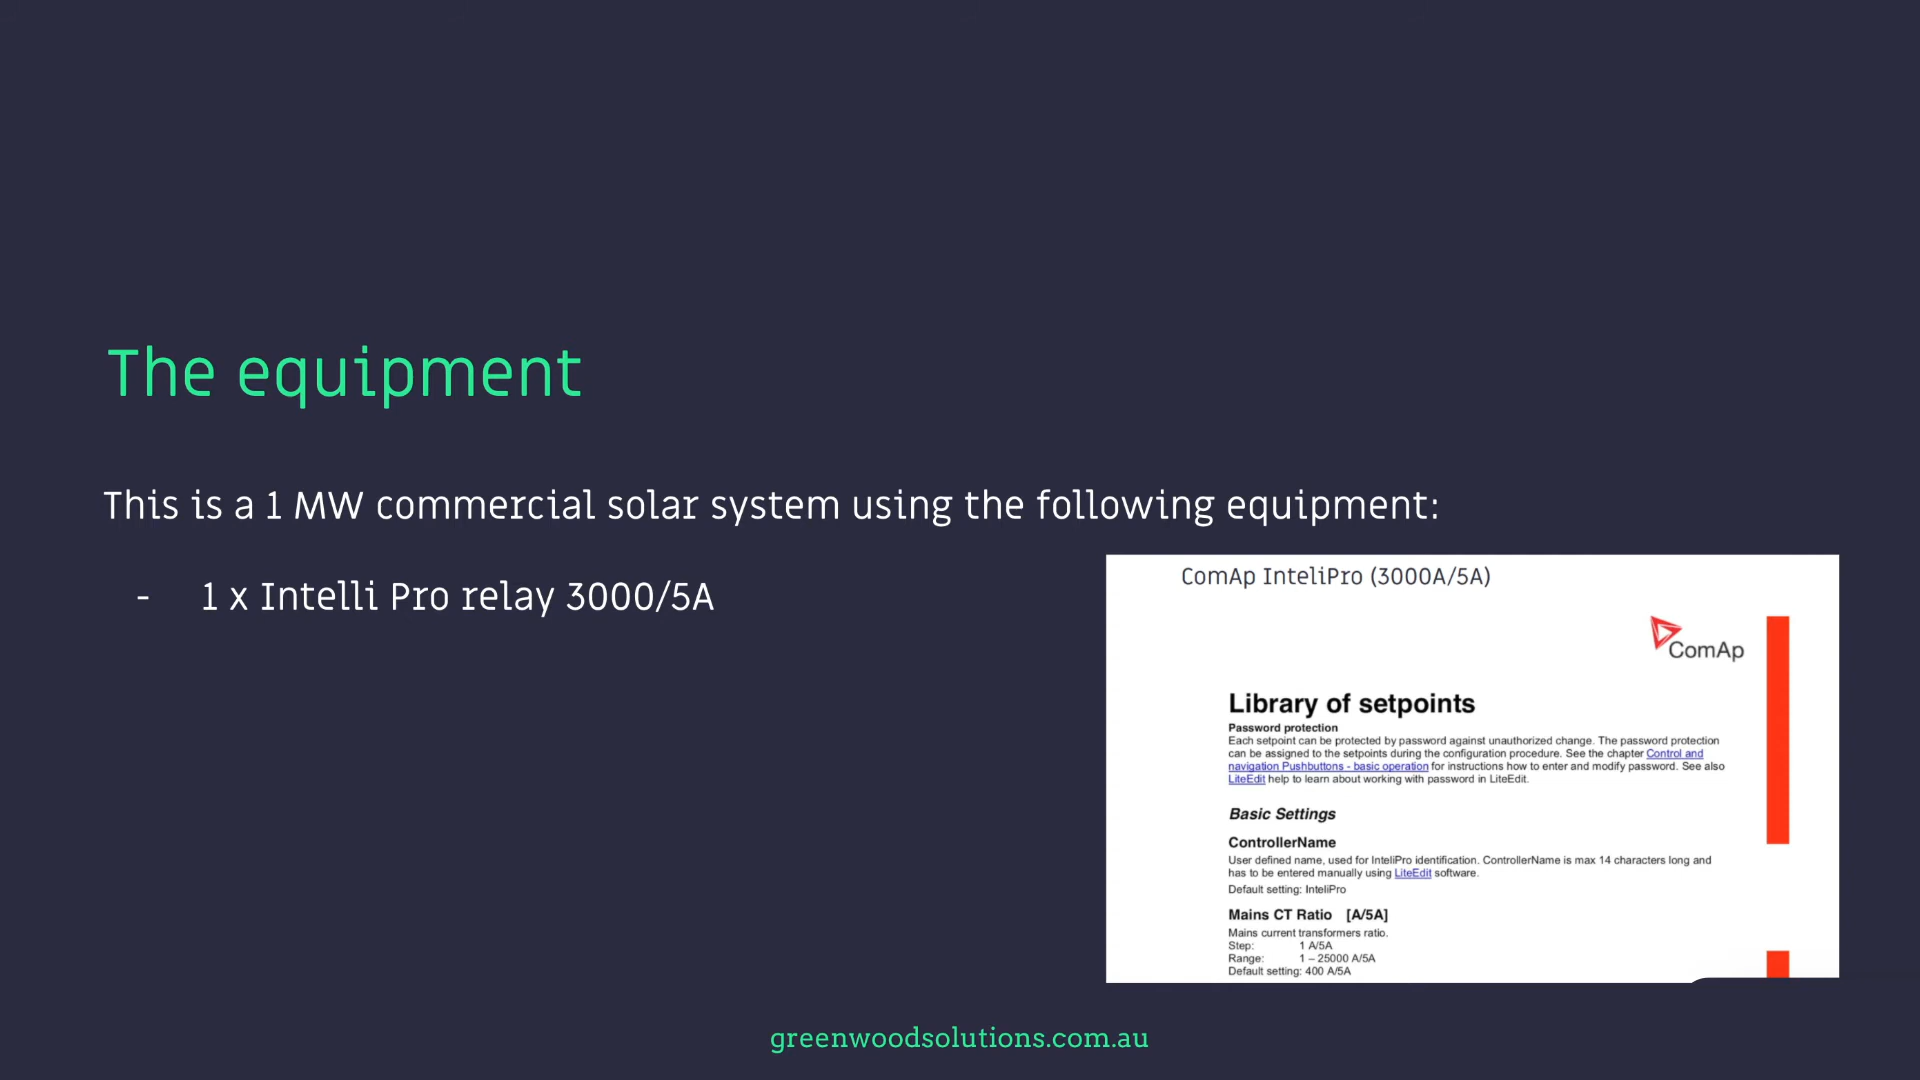 The equipment
This is a 1 MW commercial solar system using the following equipment:
- 1 x Intelli Pro relay 3000/5A
ComAp InteliPro (3000A/5A)
ComAp
Library of setpoints
Password protection
Each setpoint can be protected by password against unauthorized change. The password protection
can be assigned to the setpoints during the configuration procedure. See the chapter Control and
navigation Pushbuttons - basic operation for instructions how to enter and modify password. See also
LiteEdit help to learn about working with password in LiteEdit.
Basic Settings
ControllerName
User defined name, used for InteliPro identification. ControllerName is max 14 characters long and
has to be entered manually using LiteEdit software.
Default setting: InteliPro
Mains CT Ratio [A/5A]
Mains current transformers ratio.
Step: 1 A/5A
Range: 1 – 25000 A/5A
Default setting: 400 A/5A
greenwoodsolutions.com.au